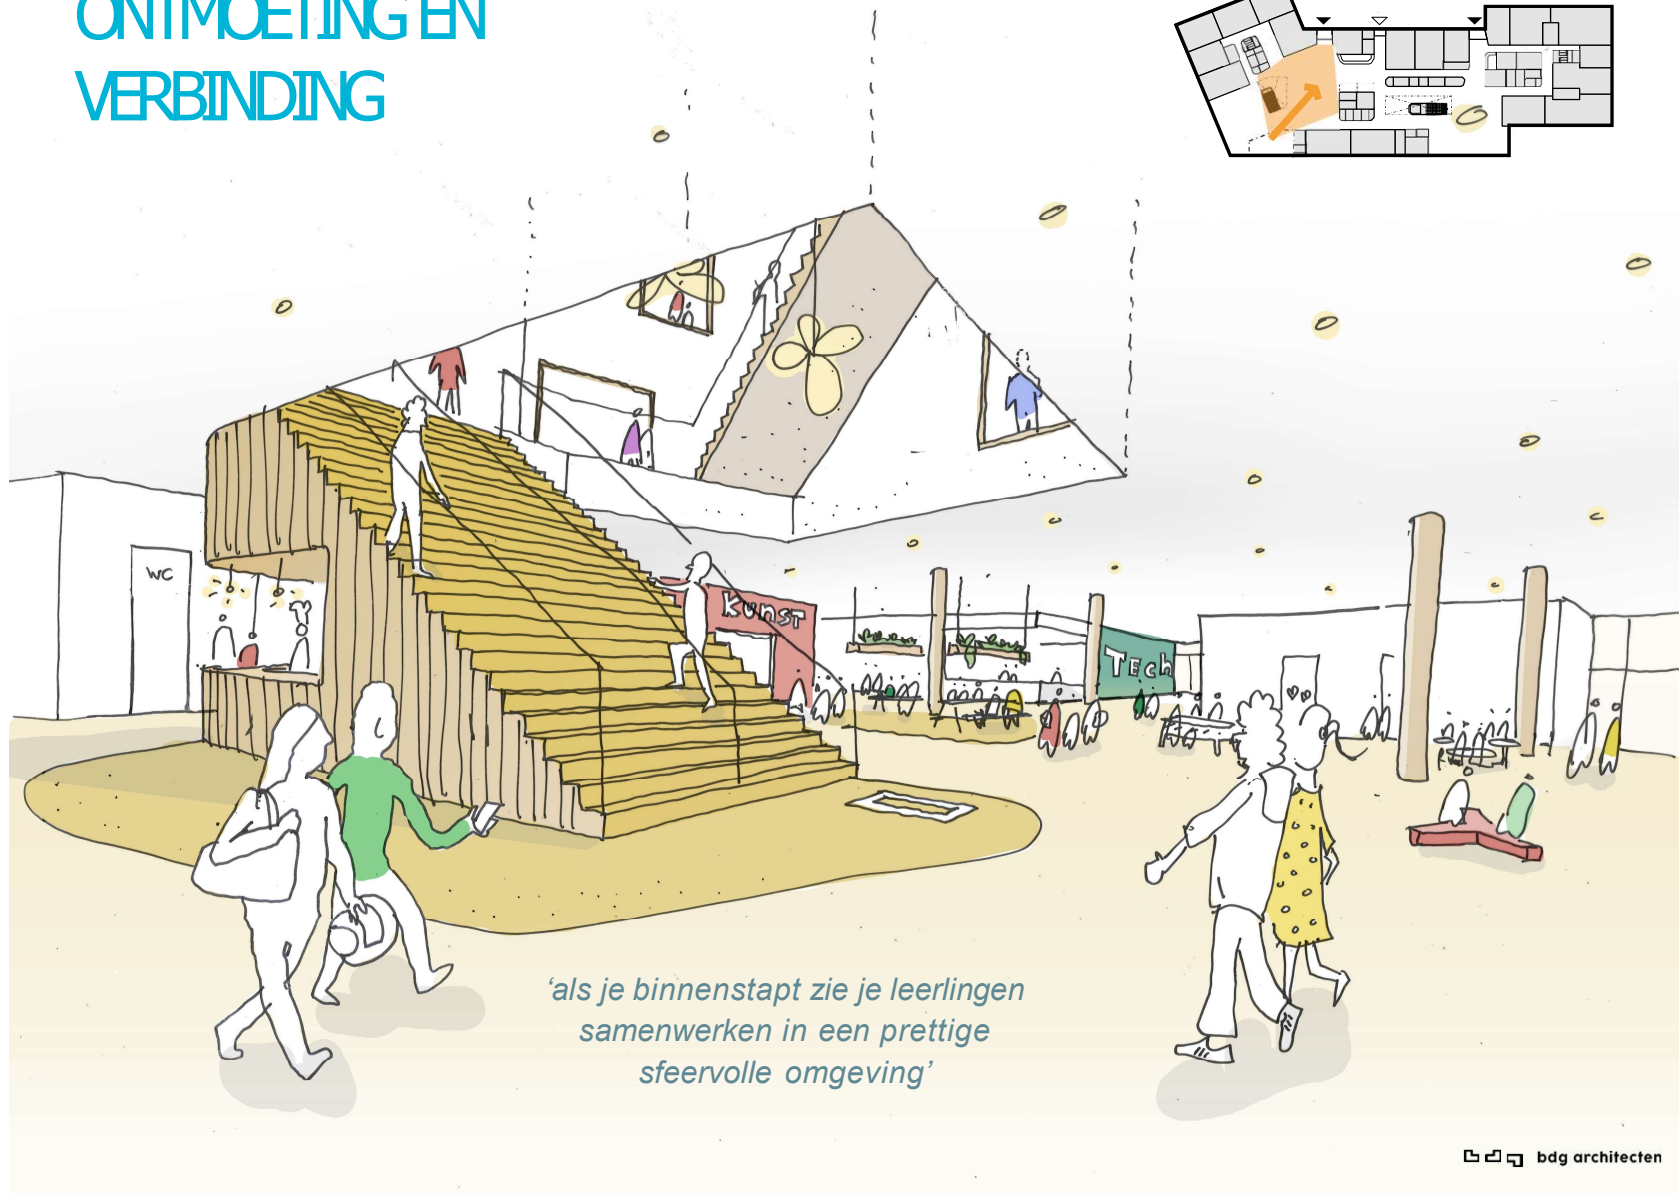 ONTMOETING EN
VERBINDING
WC
KUNST
TEch
‘als je binnenstapt zie je leerlingen
samenwerken in een prettige
sfeervolle omgeving’
bdg architecten